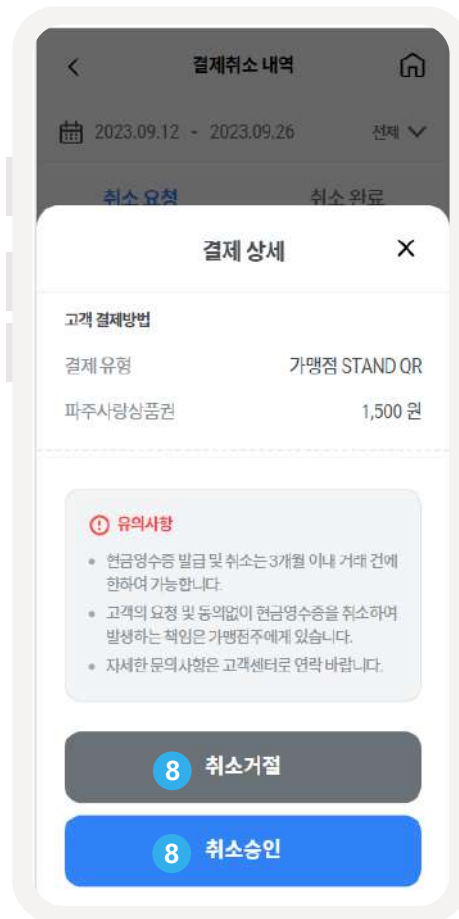 결제취소 내역
2023.09.12 - 2023.09.26 전체
취소 요청 취소 완료
결제 상세
고객 결제방법
결제 유형 가맹점 STAND QR
파주사랑상품권 1,500 원
유의사항
현금영수증 발급 및 취소는 3개월 이내 거래 건에
한하여 가능합니다.
고객의 요청 및 동의없이 현금영수증을 취소하여
발생하는 책임은 가맹점주에게 있습니다.
자세한 문의사항은 고객센터로 연락 바랍니다.
8 취소거절
8 취소승인